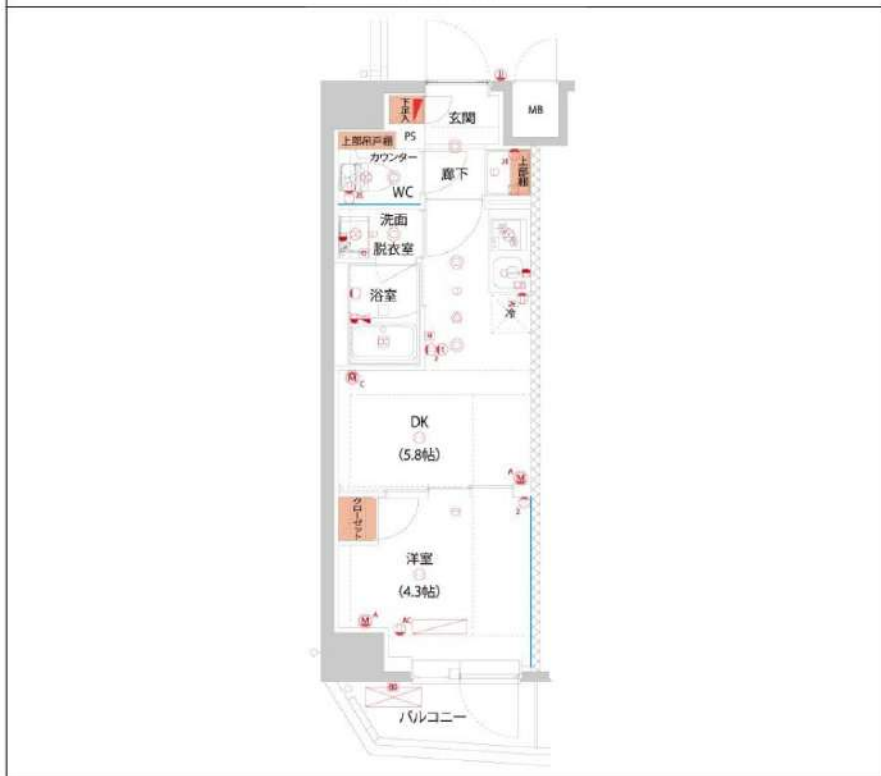 下足入
玄関
MB
PS
上部吊戸棚
カウンター
廊下
上部棚
WC
洗面
脱衣室
浴室
冷
C
DK
(5.8帖)
A
2
クローゼット
洋室
(4.3帖)
A
AC
バルコニー